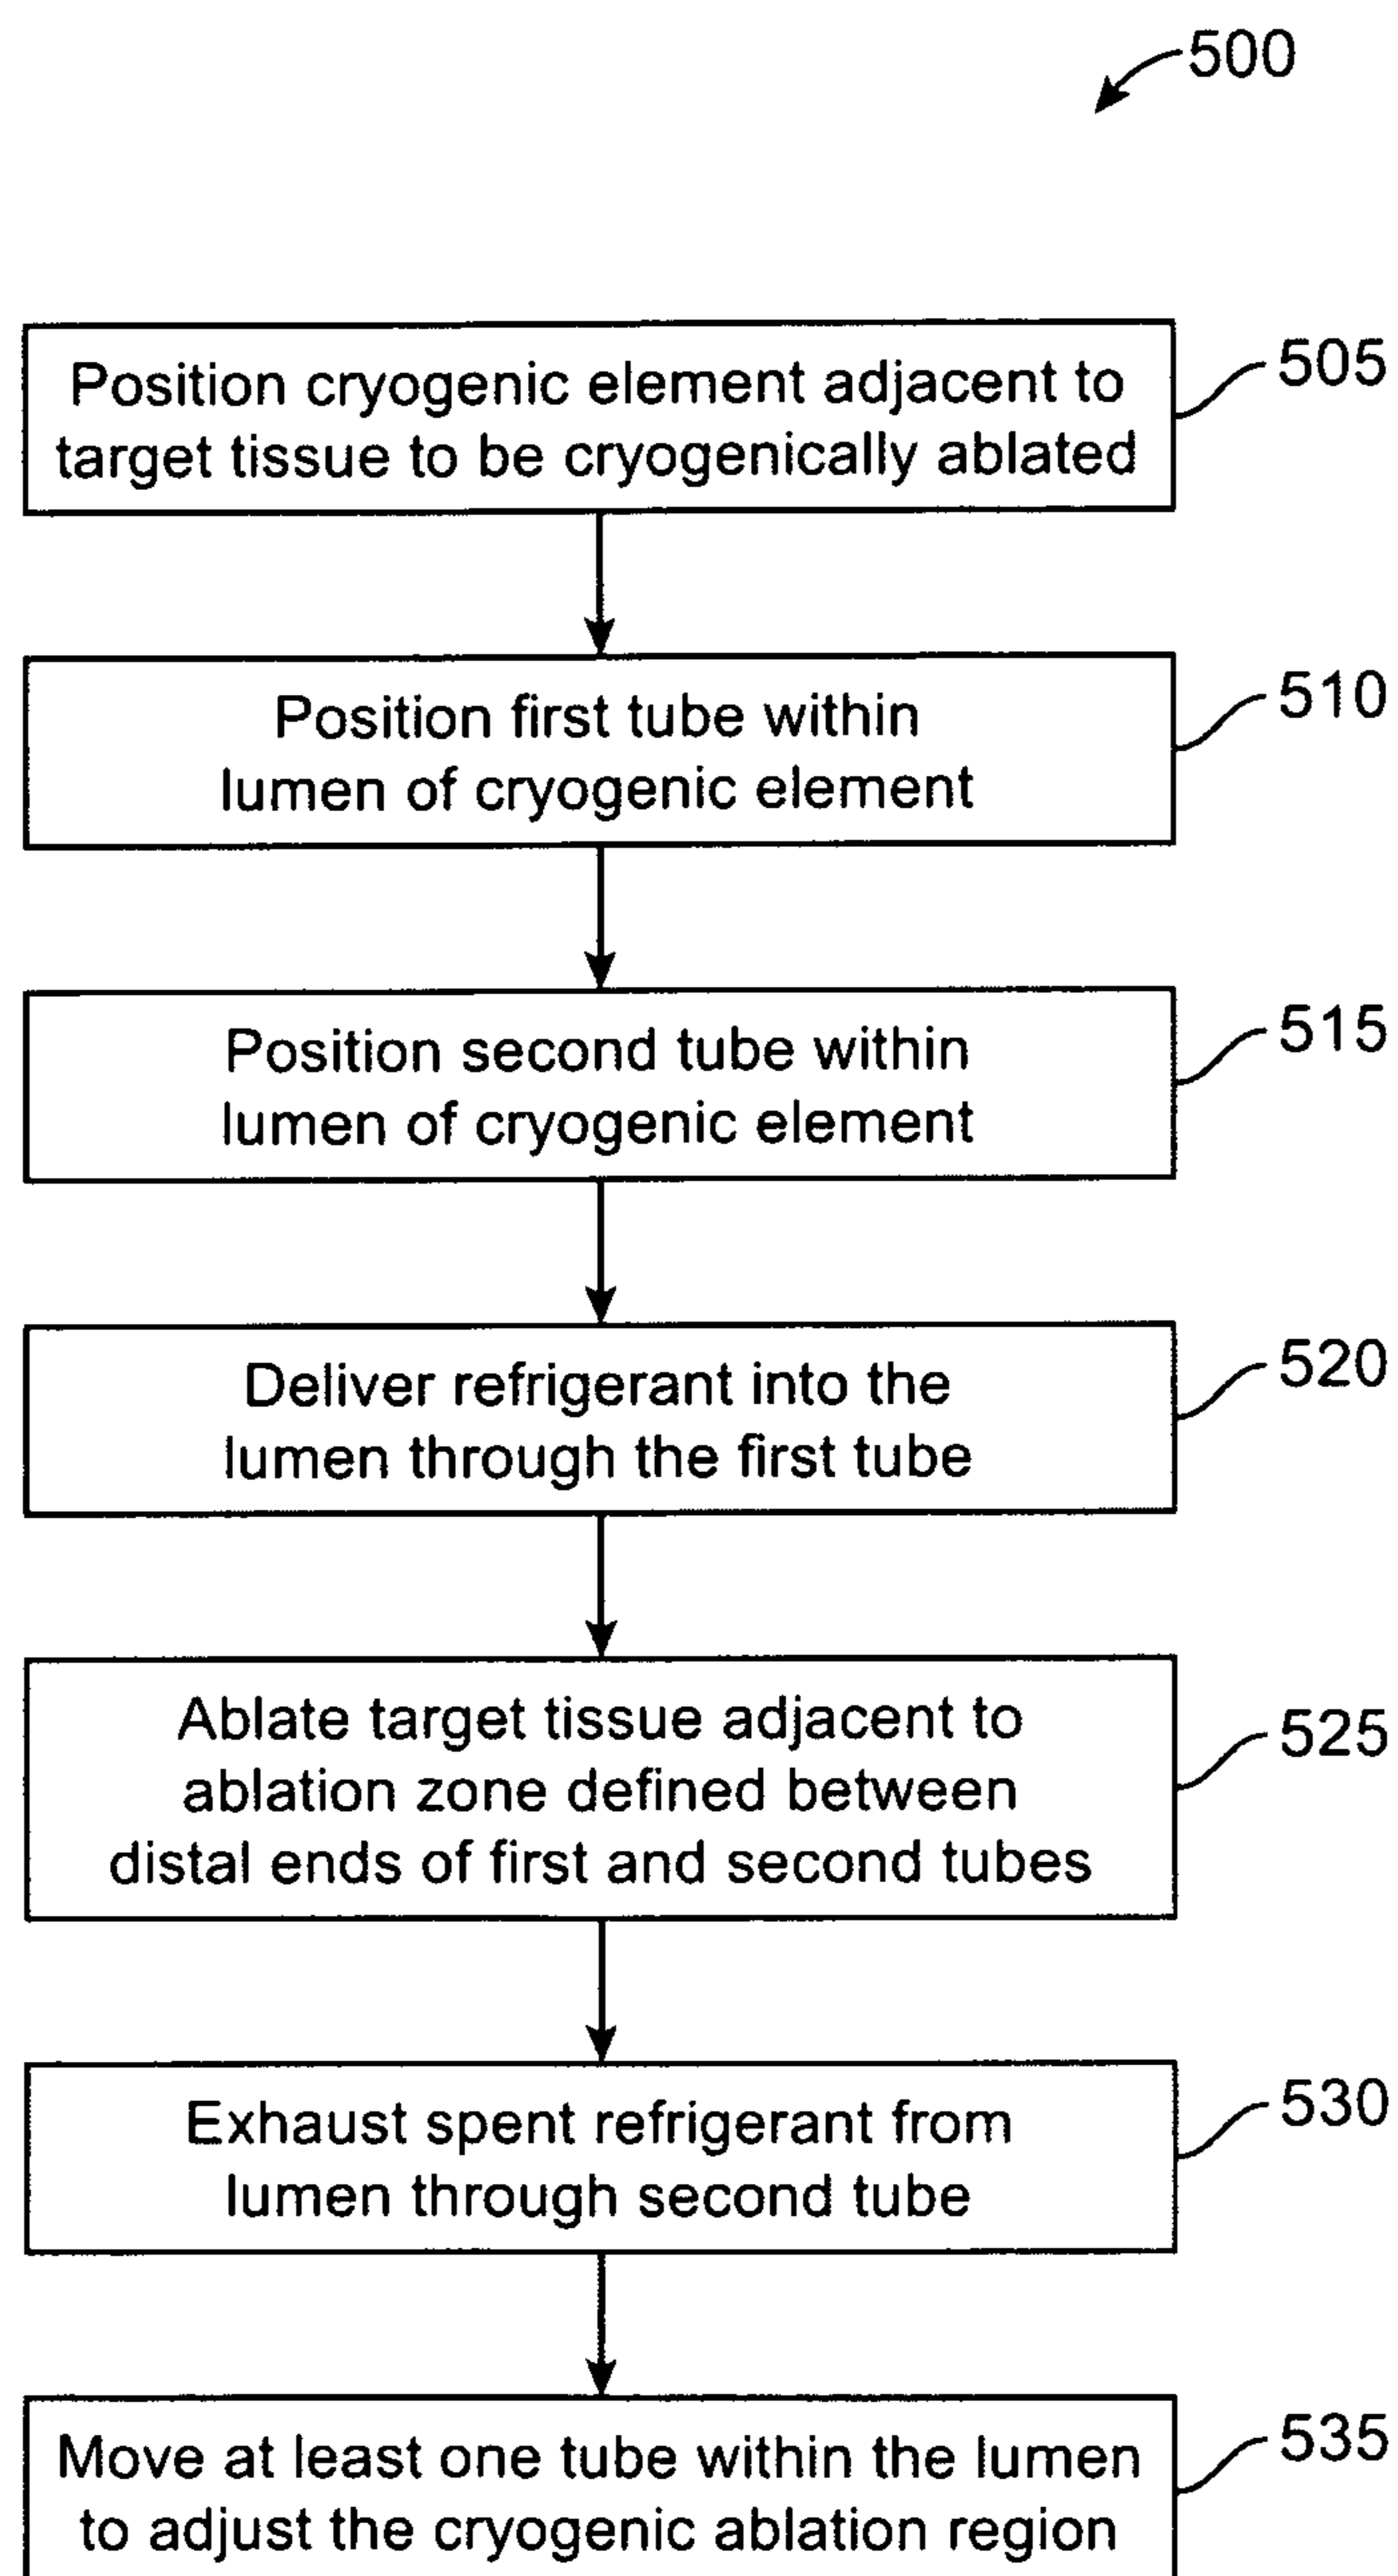 500
Position cryogenic element adjacent to
target tissue to be cryogenically ablated
505
Position first tube within
lumen of cryogenic element
510
Position second tube within
lumen of cryogenic element
515
Deliver refrigerant into the
lumen through the first tube
520
Ablate target tissue adjacent to
ablation zone defined between
distal ends of first and second tubes
525
Exhaust spent refrigerant from
lumen through second tube
530
Move at least one tube within the lumen
to adjust the cryogenic ablation region
535